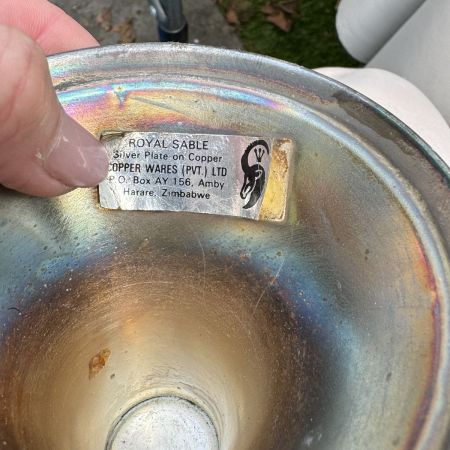 ROYAL SABLE
Silver Plate on Copper
COPPER WARES (PVT.) LTD
P.O. Box AY 156, Amby
Harare, Zimbabwe